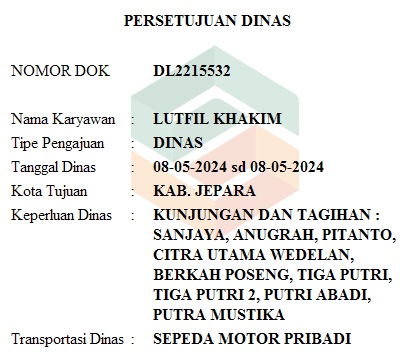 PERSETUJUAN DINAS
NOMOR DOK DL2215532
Nama Karyawan : LUTFIL KHAKIM
Tipe Pengajuan : DINAS
Tanggal Dinas : 08-05-2024 sd 08-05-2024
Kota Tujuan : KAB. JEPARA
Keperluan Dinas : KUNJUNGAN DAN TAGIHAN :
SANJAYA, ANUGRAH, PITANTO,
CITRA UTAMA WEDELAN,
BERKAH POSENG, TIGA PUTRI,
TIGA PUTRI 2, PUTRI ABADI,
PUTRA MUSTIKA
Transportasi Dinas : SEPEDA MOTOR PRIBADI